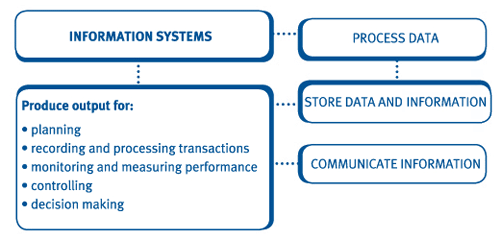 INFORMATION SYSTEMS
PROCESS DATA
Produce output for:
• planning
• recording and processing transactions
• monitoring and measuring performance
• controlling
• decision making
STORE DATA AND INFORMATION
COMMUNICATE INFORMATION